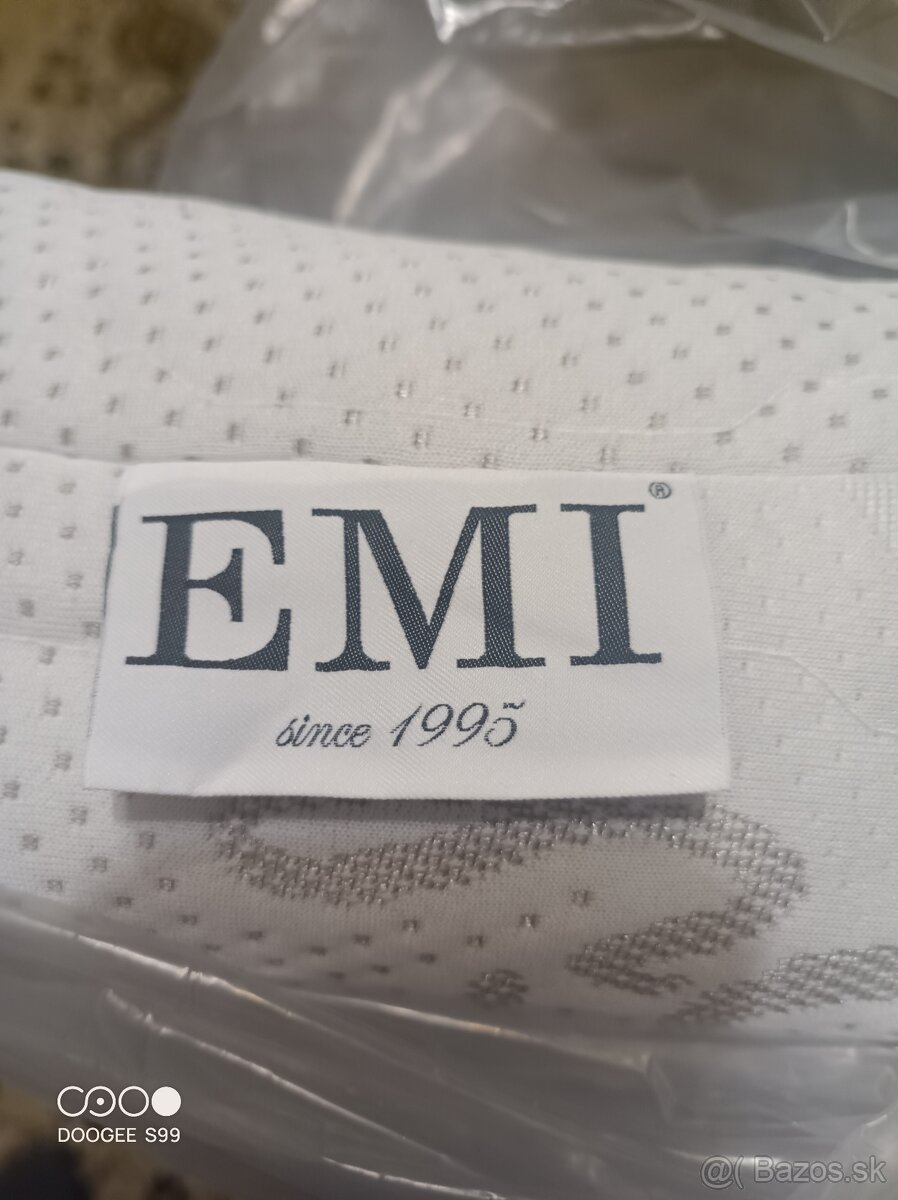 EMI®
since 1995
DOOGEE S99
@( Bazos.sk